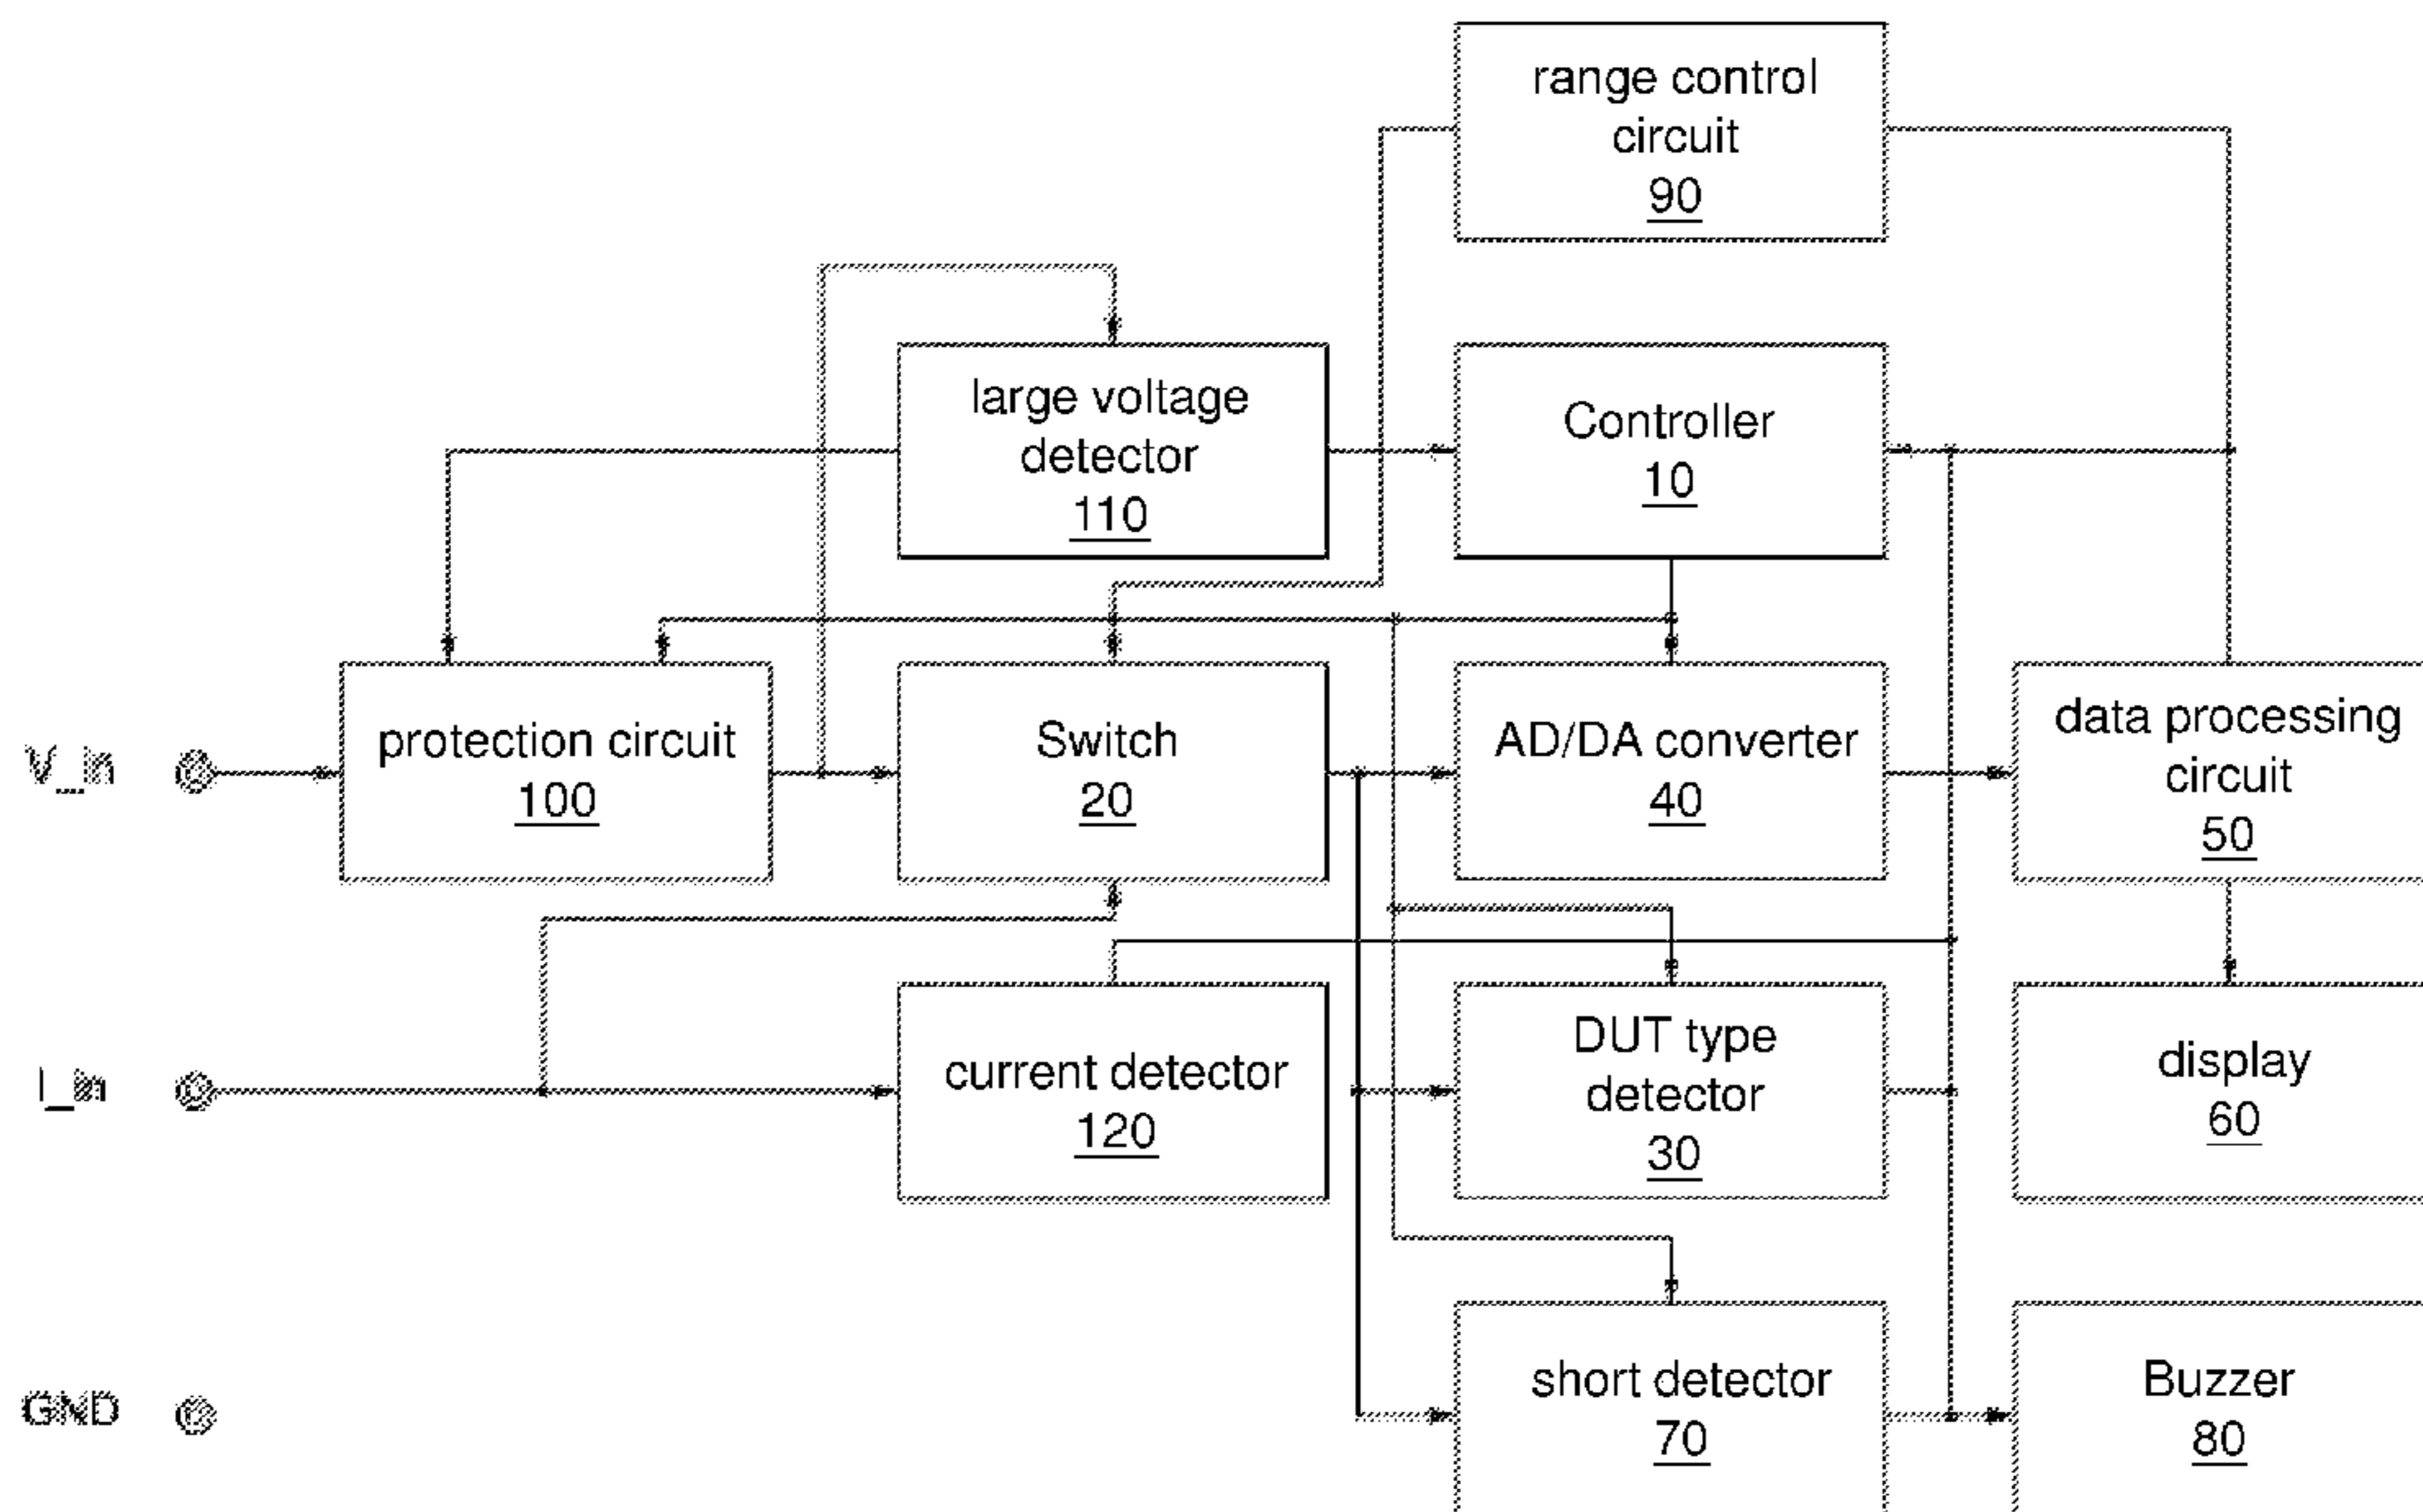 range control
circuit
90
large voltage
detector
110
Controller
10
V_in
protection circuit
100
Switch
20
AD/DA converter
40
data processing
circuit
50
I_in
current detector
120
DUT type
detector
30
display
60
GND
short detector
70
Buzzer
80